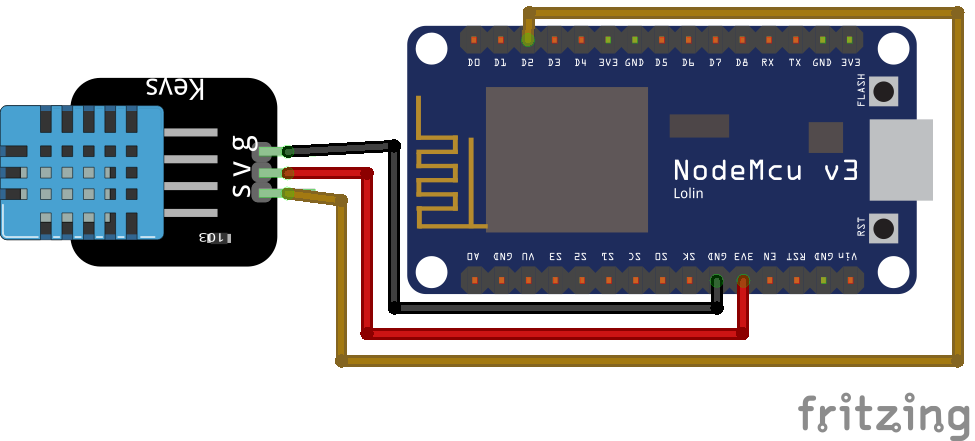 Keys
g
v
s
103
D0 D1 D2 D3 D4 3V3 GND D5 D6 D7 D8 RX TX GND 3V3
FLASH
NodeMcu v3
Lolin
RST
A0 GND VU S3 S2 S1 SC S0 SK GND 3V3 EN RST GND Vin
fritzing